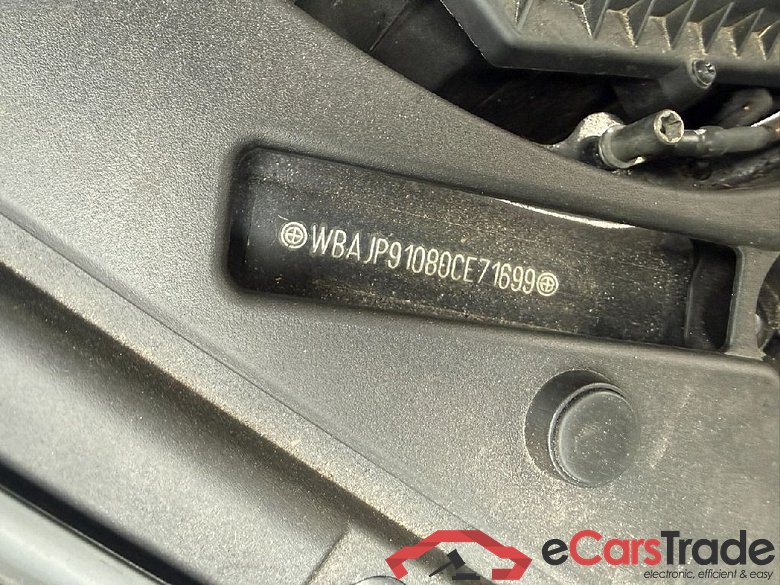 WBAJP91080CE71699
eCarsTrade
electronic, efficient & easy